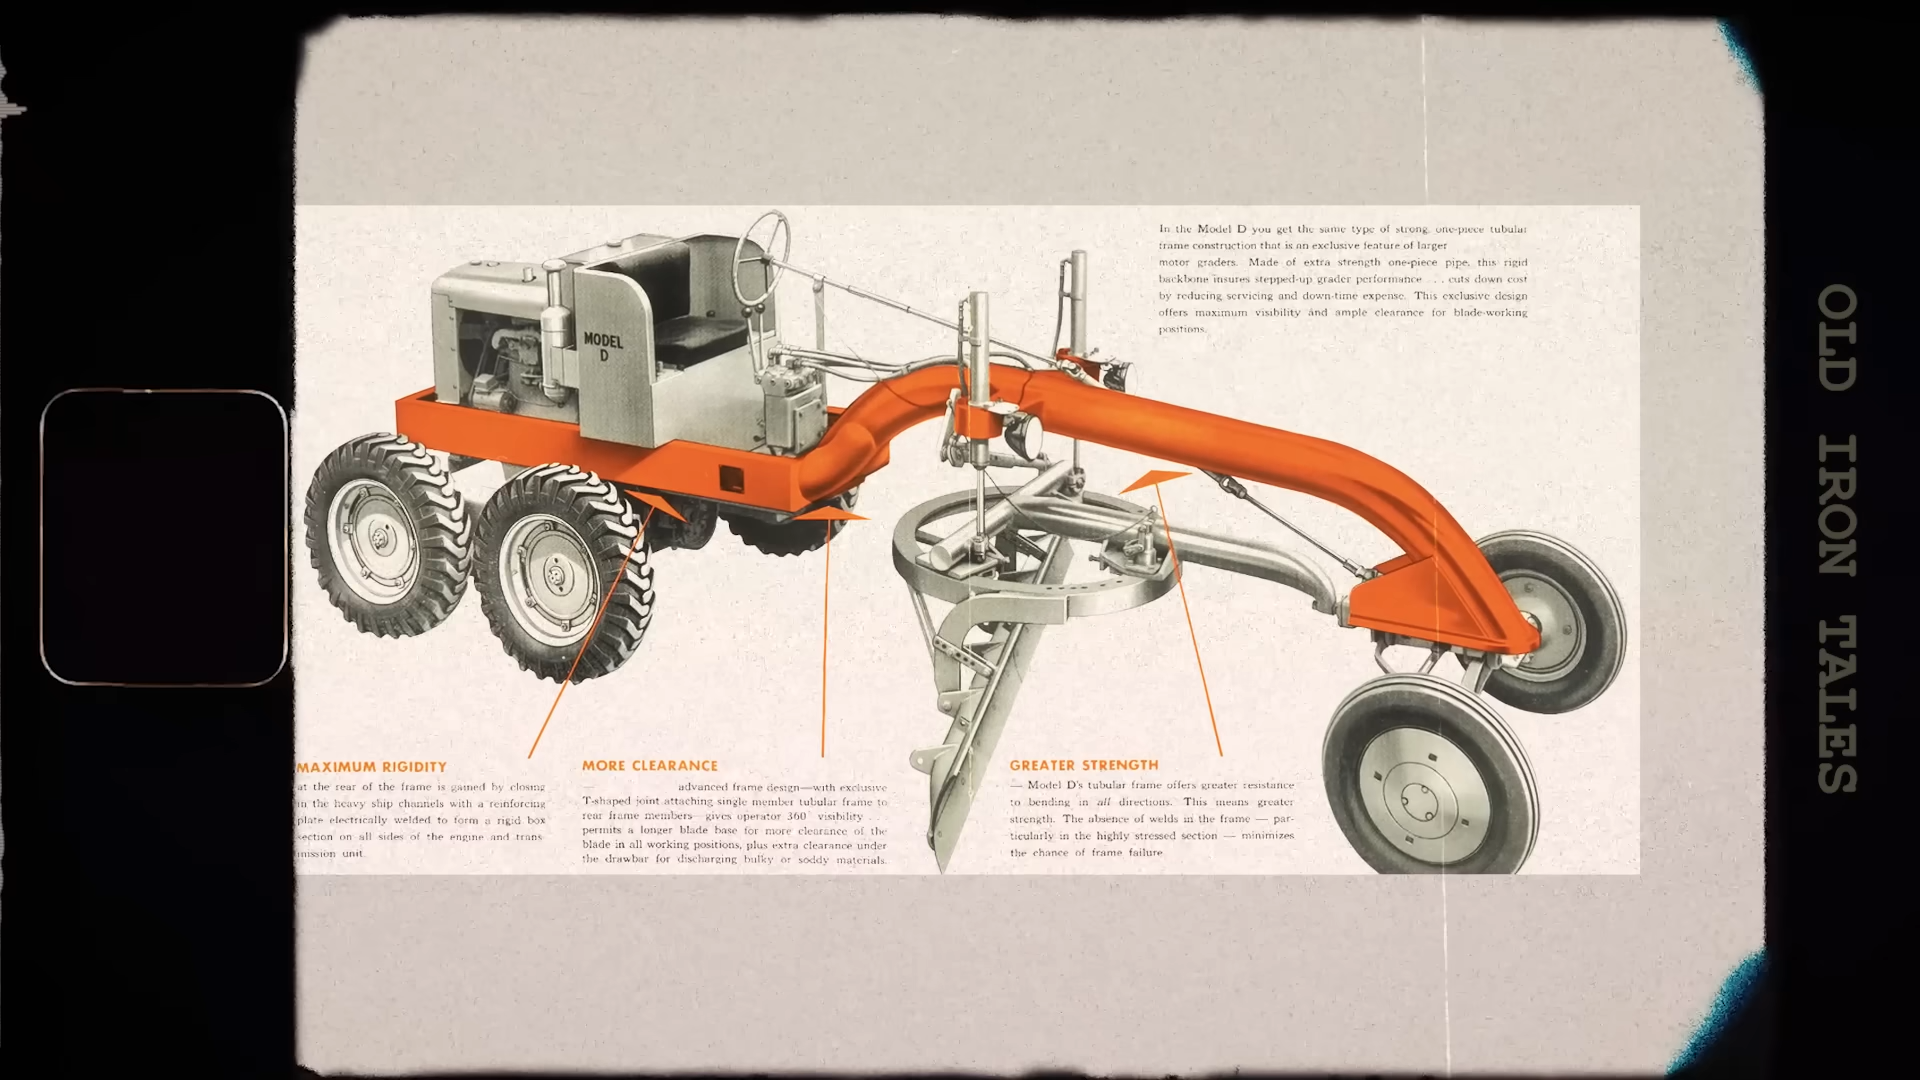 In the Model D you get the same type of strong, one-piece tubular
frame construction that is an exclusive feature of larger
motor graders. Made of extra strength one-piece pipe, this rigid
backbone insures stepped-up grader performance . . . cuts down cost
by reducing servicing and down-time expense. This exclusive design
offers maximum visibility and ample clearance for blade-working
positions.
MODEL
D
MAXIMUM RIGIDITY
at the rear of the frame is gained by closing
in the heavy ship channels with a reinforcing
plate electrically welded to form a rigid box
section on all sides of the engine and trans-
mission unit.
MORE CLEARANCE
— advanced frame design—with exclusive
T-shaped joint attaching single member tubular frame to
rear frame members—gives operator 360° visibility . .
permits a longer blade base for more clearance of the
blade in all working positions, plus extra clearance under
the drawbar for discharging bulky or soddy materials.
GREATER STRENGTH
— Model D's tubular frame offers greater resistance
to bending in all directions. This means greater
strength. The absence of welds in the frame — par-
ticularly in the highly stressed section — minimizes
the chance of frame failure.
OLD IRON TALES